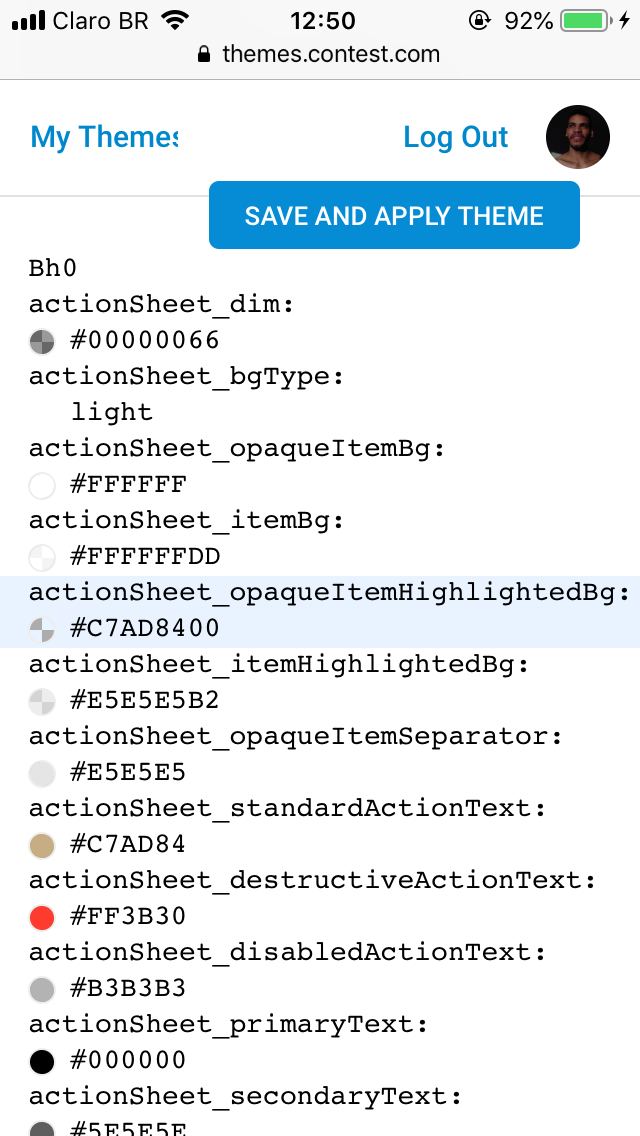 Claro BR 12:50 92%
themes.contest.com
My Themes Log Out
SAVE AND APPLY THEME
Bh0
actionSheet_dim:
#00000066
actionSheet_bgType:
light
actionSheet_opaqueItemBg:
#FFFFFF
actionSheet_itemBg:
#FFFFFFDD
actionSheet_opaqueItemHighlightedBg:
#C7AD8400
actionSheet_itemHighlightedBg:
#E5E5E5B2
actionSheet_opaqueItemSeparator:
#E5E5E5
actionSheet_standardActionText:
#C7AD84
actionSheet_destructiveActionText:
#FF3B30
actionSheet_disabledActionText:
#B3B3B3
actionSheet_primaryText:
#000000
actionSheet_secondaryText:
#5E5E5E